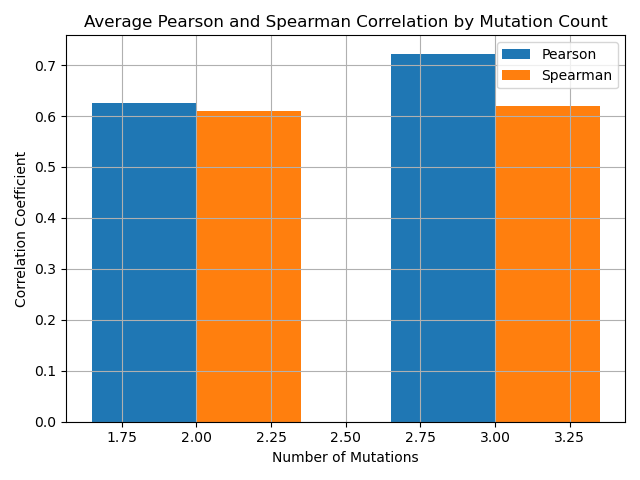 Average Pearson and Spearman Correlation by Mutation Count
Pearson
Spearman
Correlation Coefficient
0.7
0.6
0.5
0.4
0.3
0.2
0.1
0.0
1.75 2.00 2.25 2.50 2.75 3.00 3.25
Number of Mutations